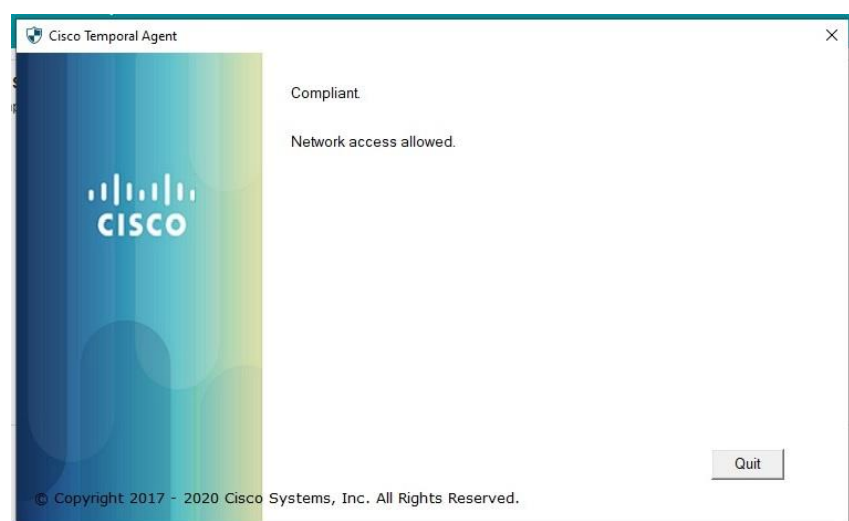 Cisco Temporal Agent
Compliant.
Network access allowed.
CISCO
Quit
© Copyright 2017 - 2020 Cisco Systems, Inc. All Rights Reserved.